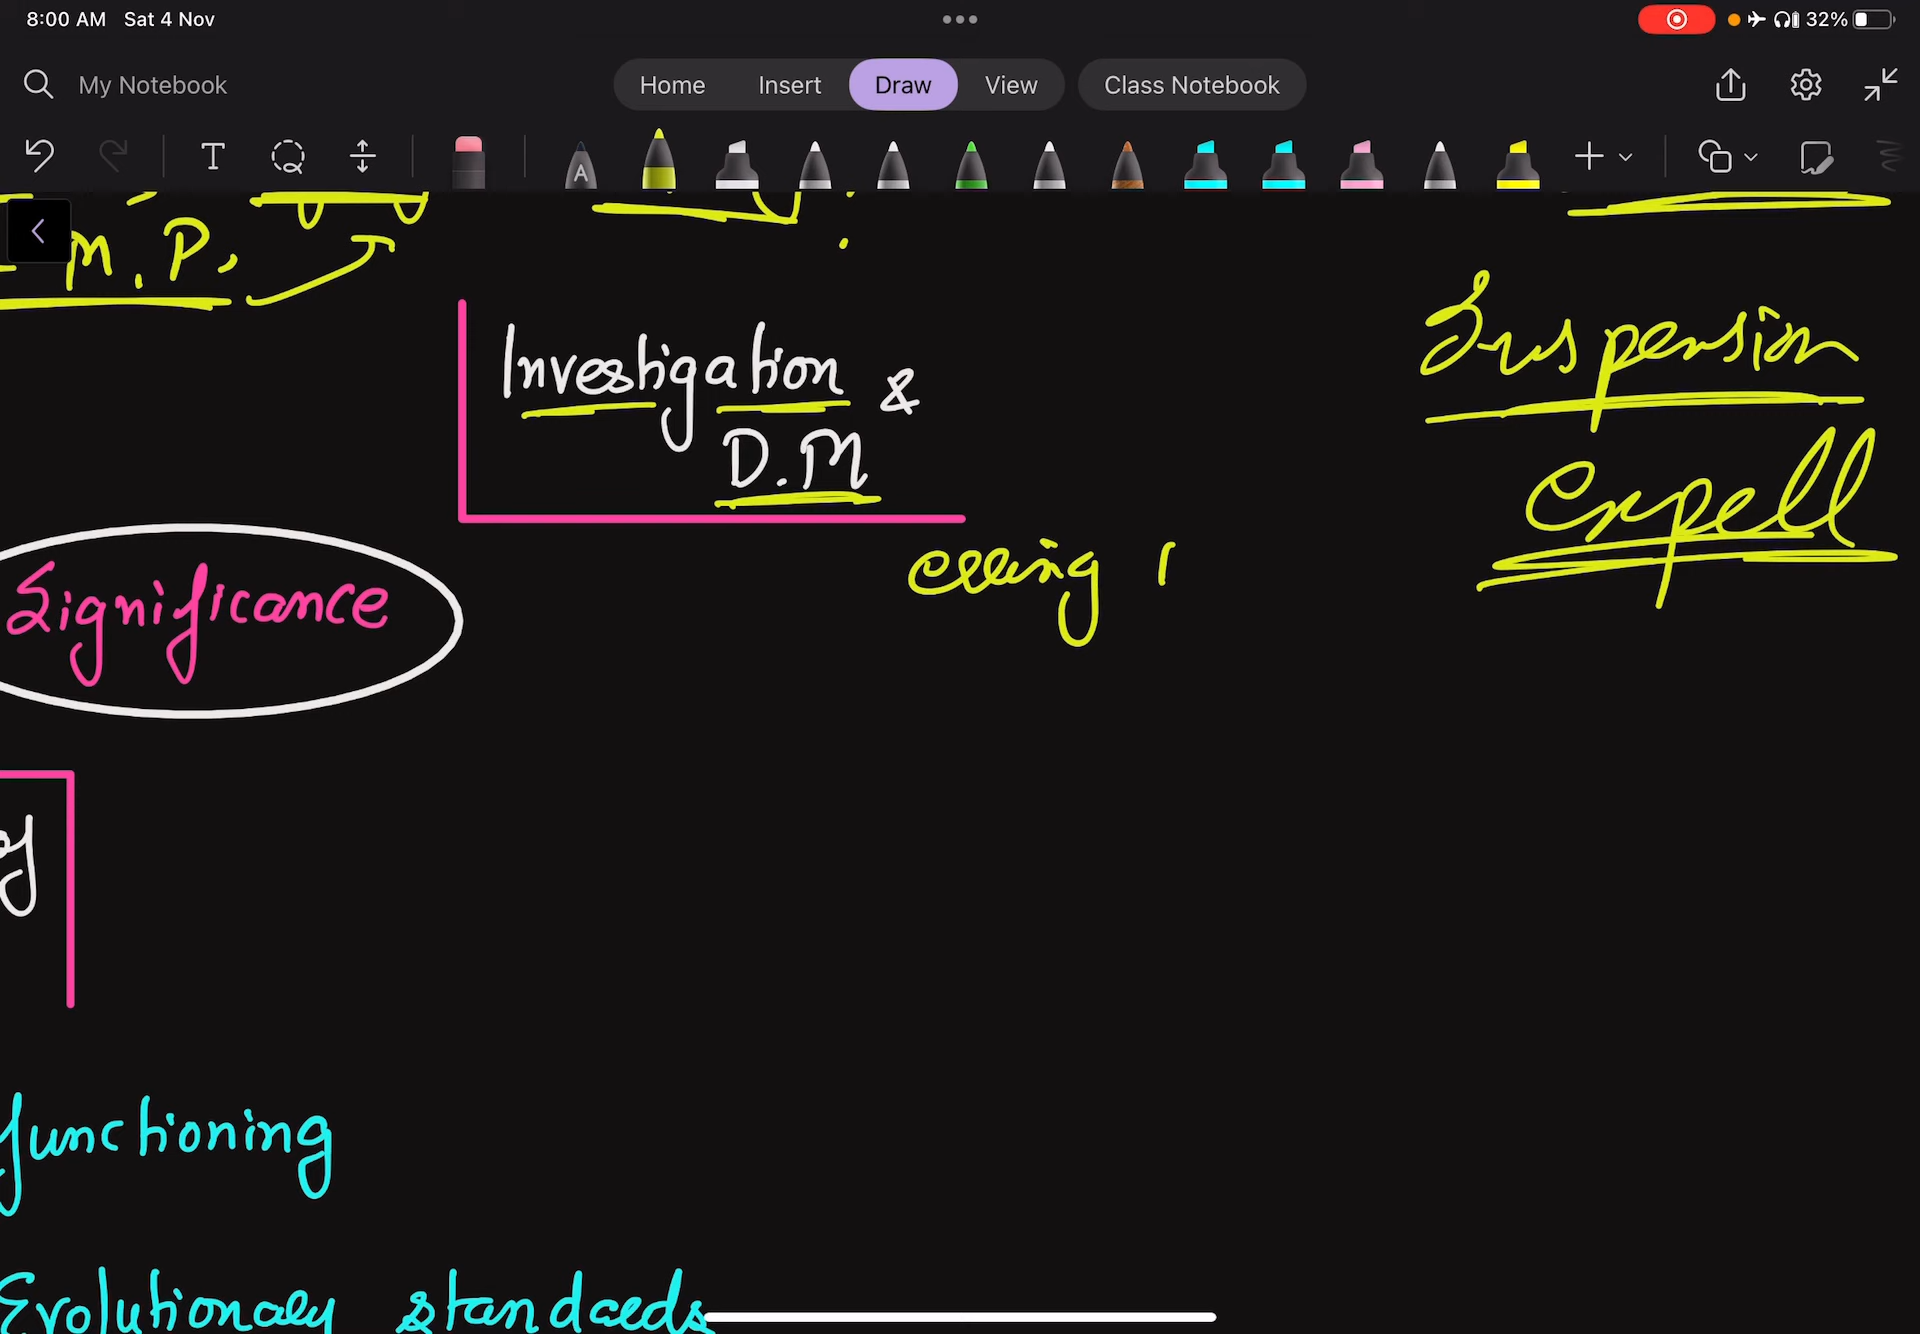 8:00 AM Sat 4 Nov
32%
My Notebook
Home Insert Draw View Class Notebook
T A
M.P,
Investigation &
D.M
Suspension
Expell
erring
Significance
functioning
Evolutionary standards